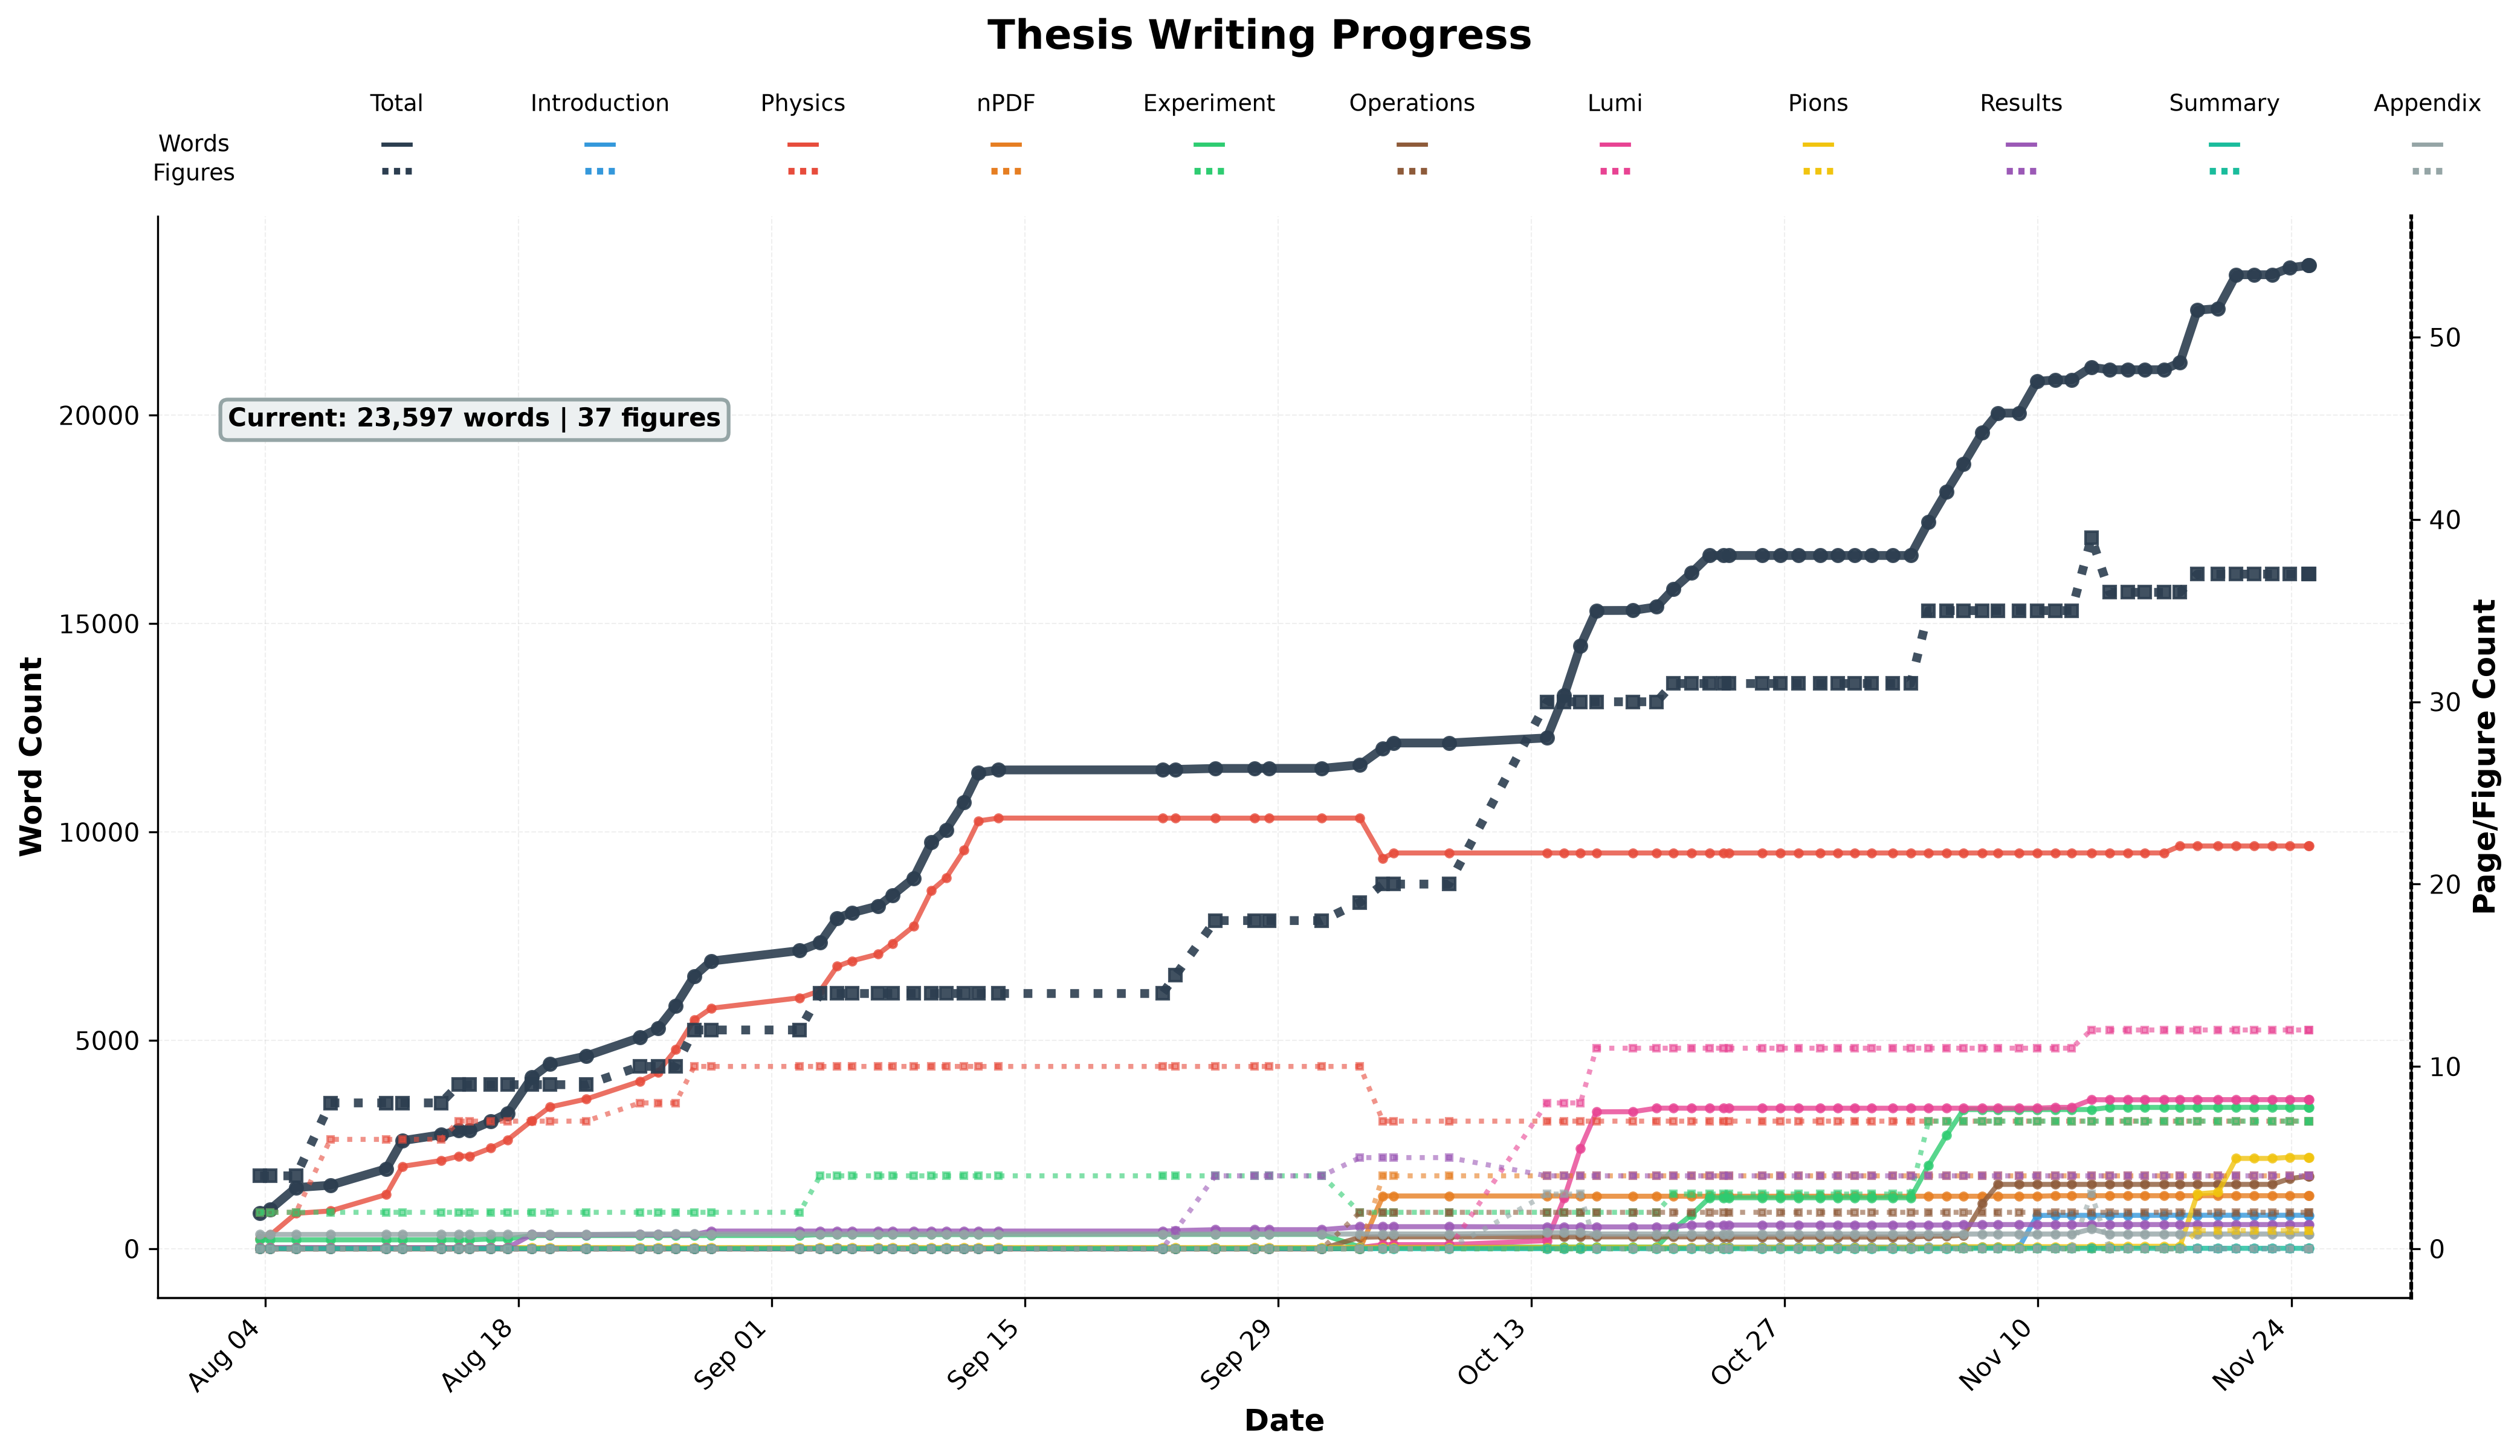 Thesis Writing Progress
Total Introduction Physics nPDF Experiment Operations Lumi Pions Results Summary Appendix
Words
Figures
Current: 23,597 words | 37 figures
Word Count
20000
15000
10000
5000
0
Page/Figure Count
50
40
30
20
10
0
Aug 04 Aug 18 Sep 01 Sep 15 Sep 29 Oct 13 Oct 27 Nov 10 Nov 24
Date